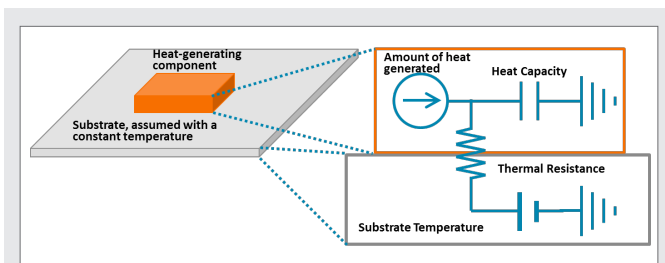 Heat-generating
component
Substrate, assumed with a
constant temperature
Amount of heat
generated
Heat Capacity
Thermal Resistance
Substrate Temperature